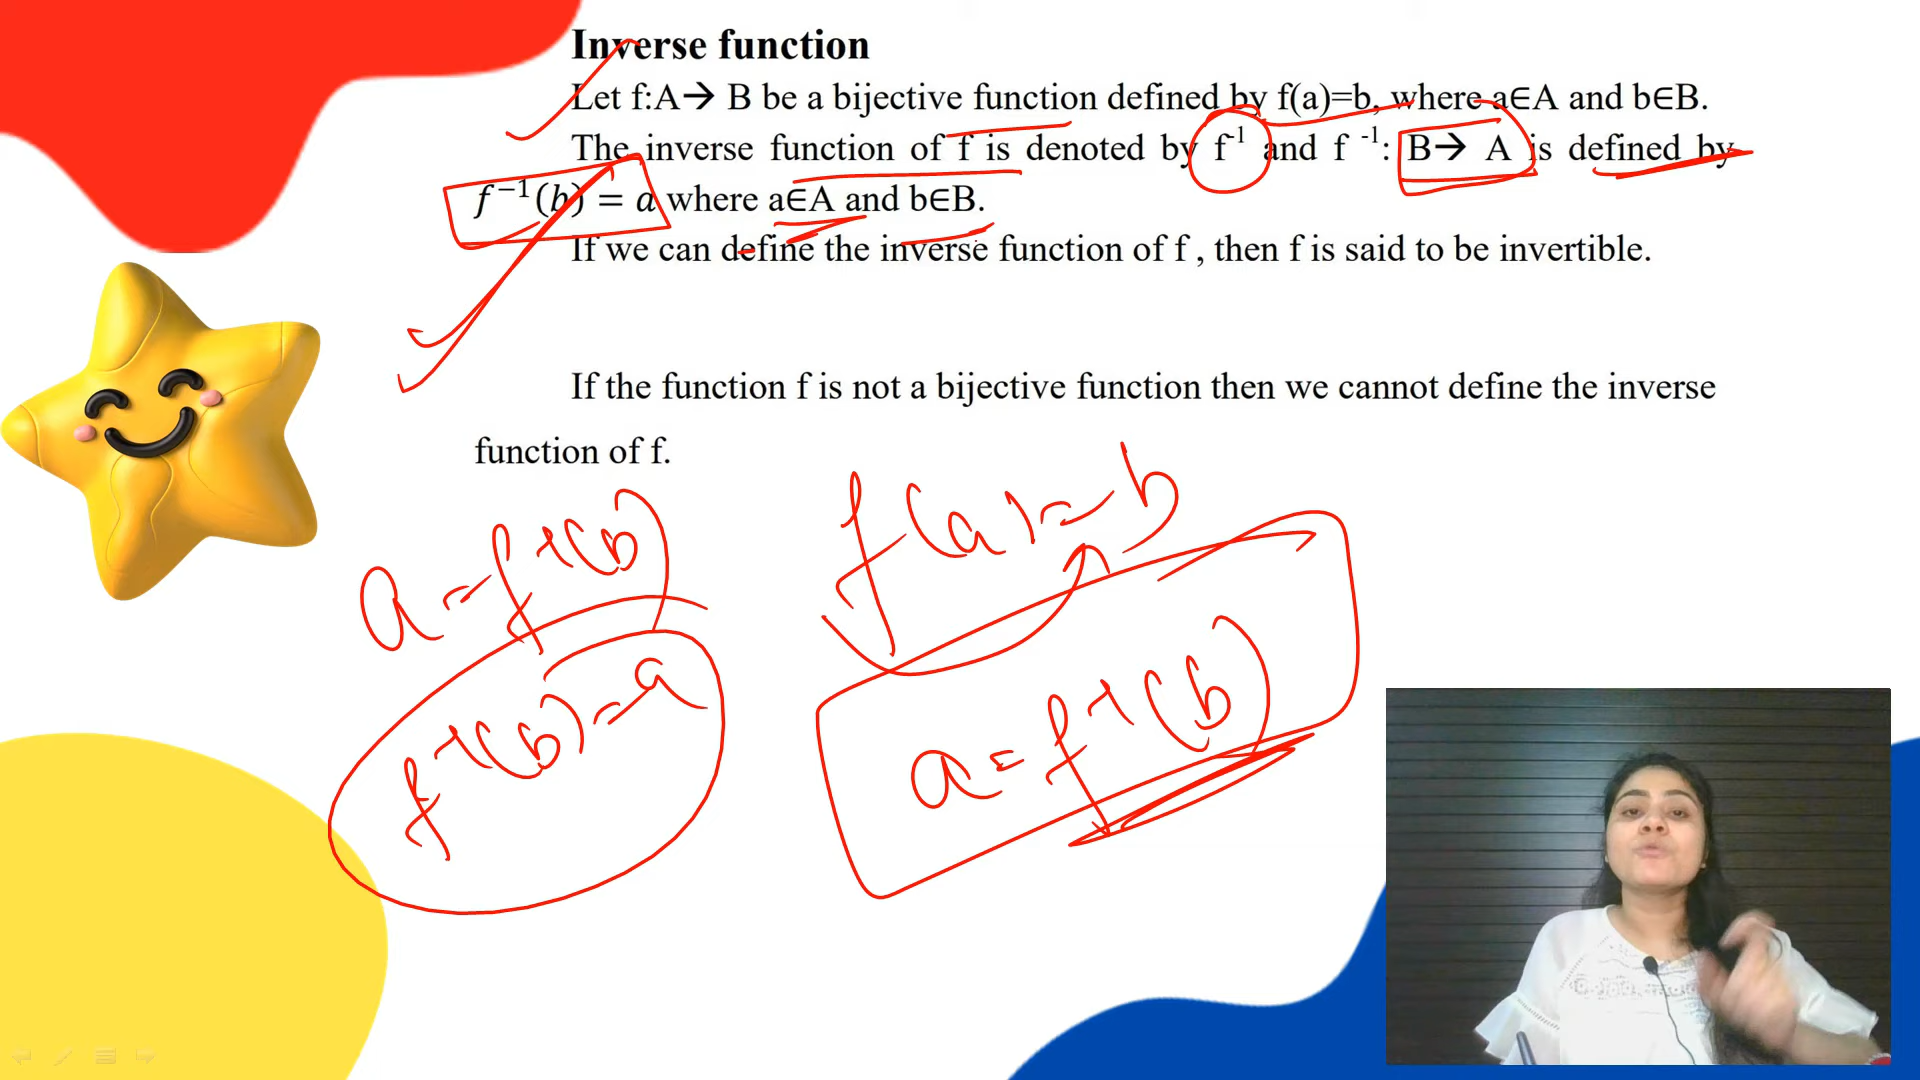 Inverse function
Let f:A→ B be a bijective function defined by f(a)=b, where a∈A and b∈B.
The inverse function of f is denoted by f⁻¹ and f ⁻¹: B→ A is defined by
f⁻¹(b) = a where a∈A and b∈B.
If we can define the inverse function of f , then f is said to be invertible.
If the function f is not a bijective function then we cannot define the inverse
function of f.
f(a) = b
a = f⁻¹(b)
f⁻¹(b) = a
a = f⁻¹(b)